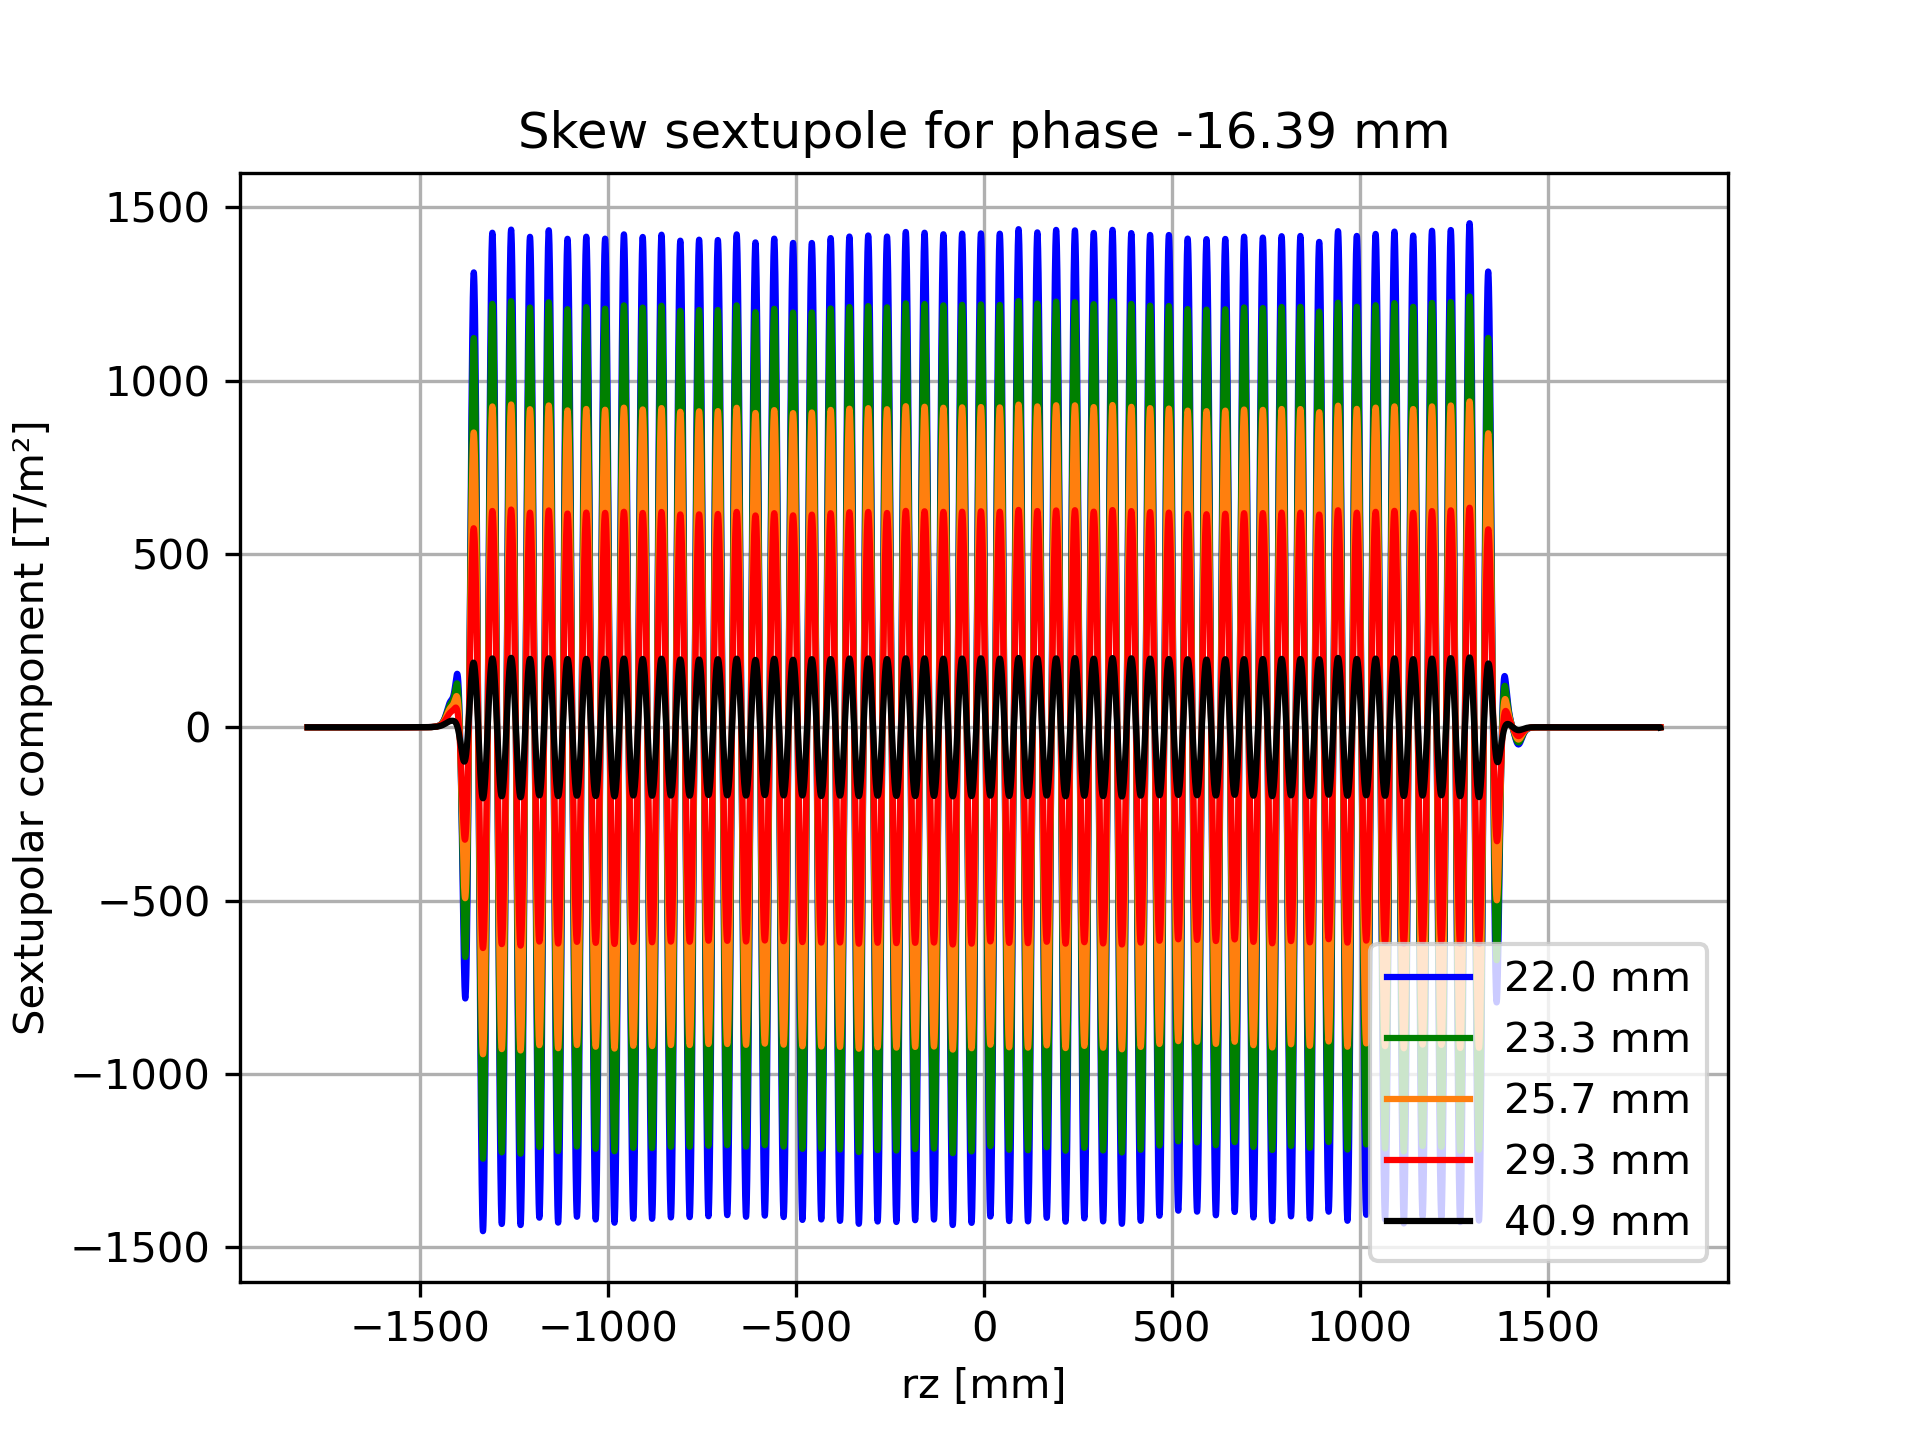 Skew sextupole for phase -16.39 mm
Sextupolar component [T/m²]
1500
1000
500
0
−500
−1000
−1500
−1500 −1000 −500 0 500 1000 1500
rz [mm]
22.0 mm
23.3 mm
25.7 mm
29.3 mm
40.9 mm